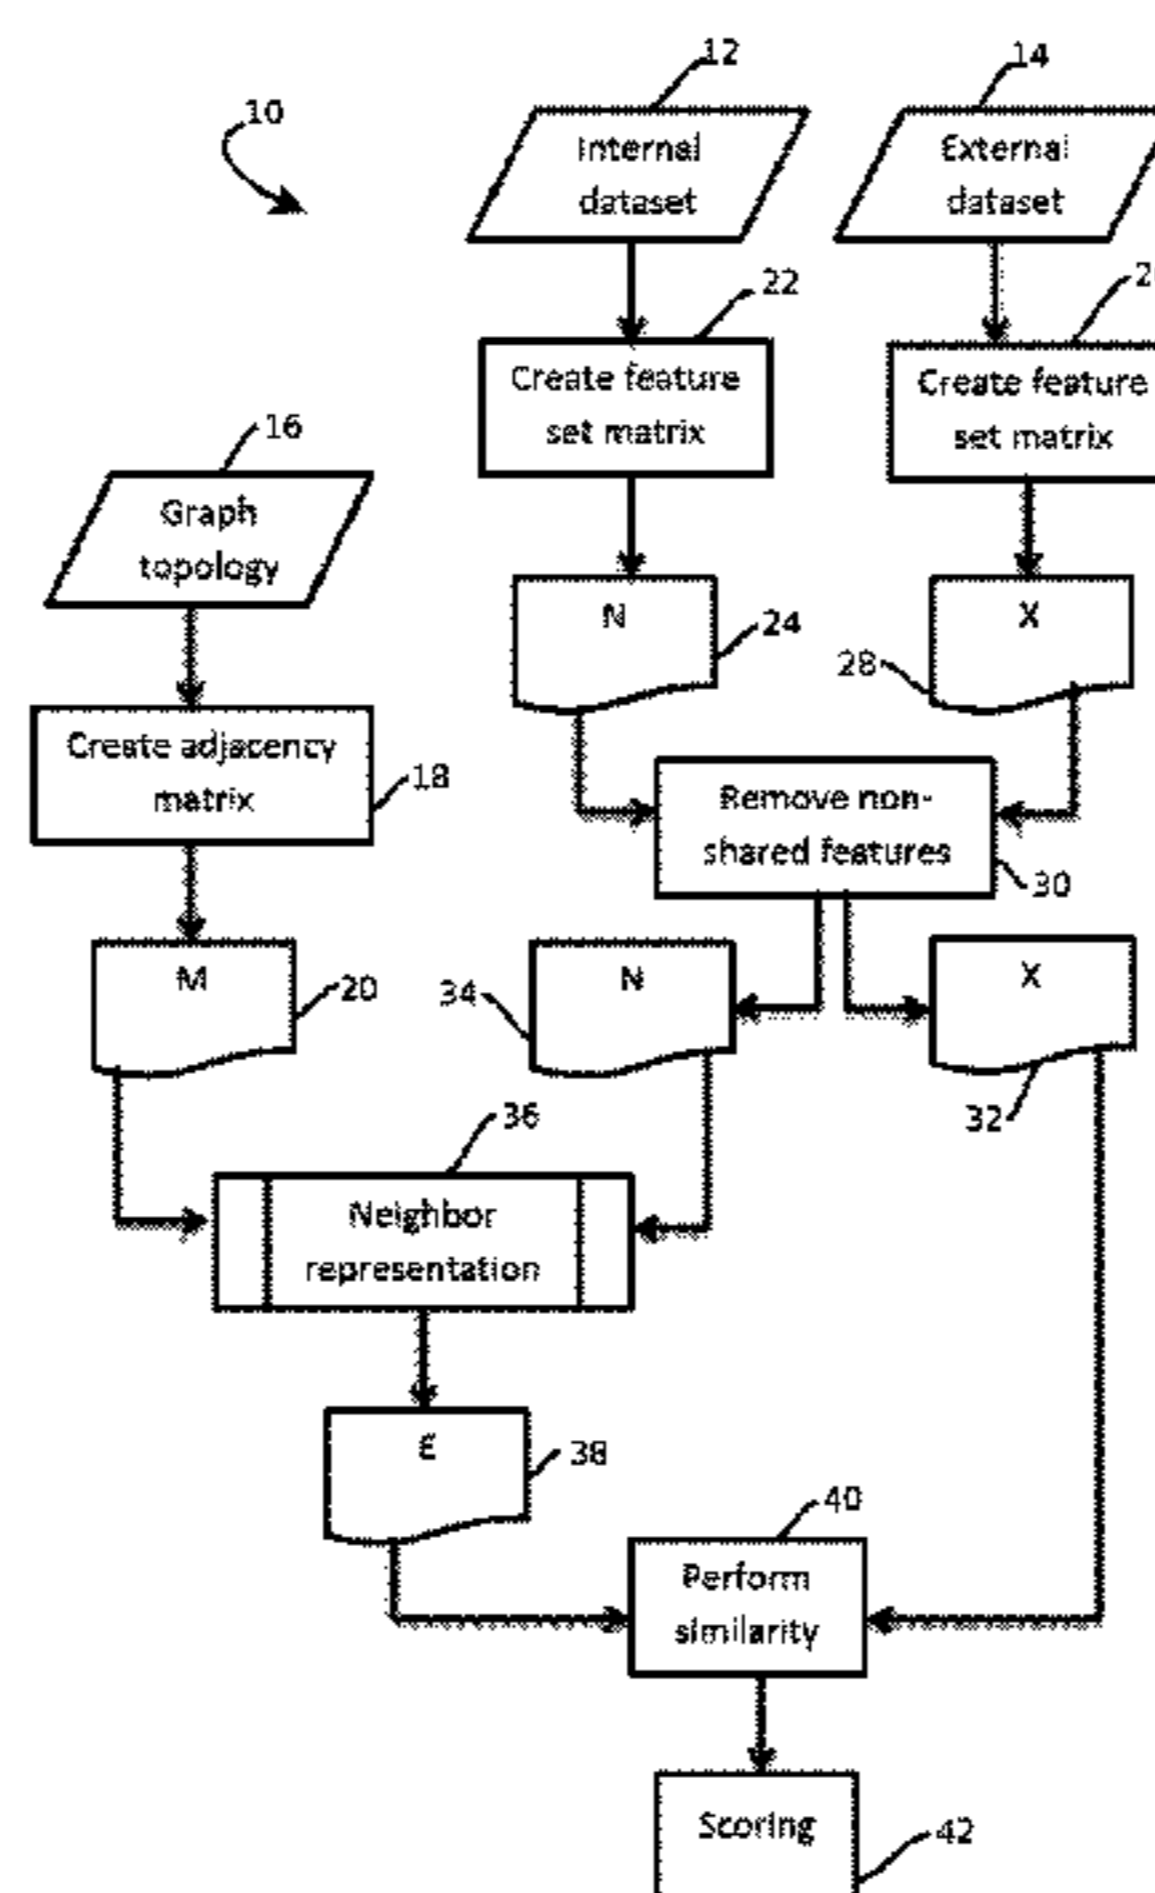 12
14
10
Internal
dataset
External
dataset
22
Create feature
set matrix
Create feature
set matrix
16
Graph
topology
N
24
X
28
Create adjacency
matrix
18
Remove non-
shared features
30
M
20
34
N
X
32
36
Neighbor
representation
E
38
40
Perform
similarity
Scoring
42